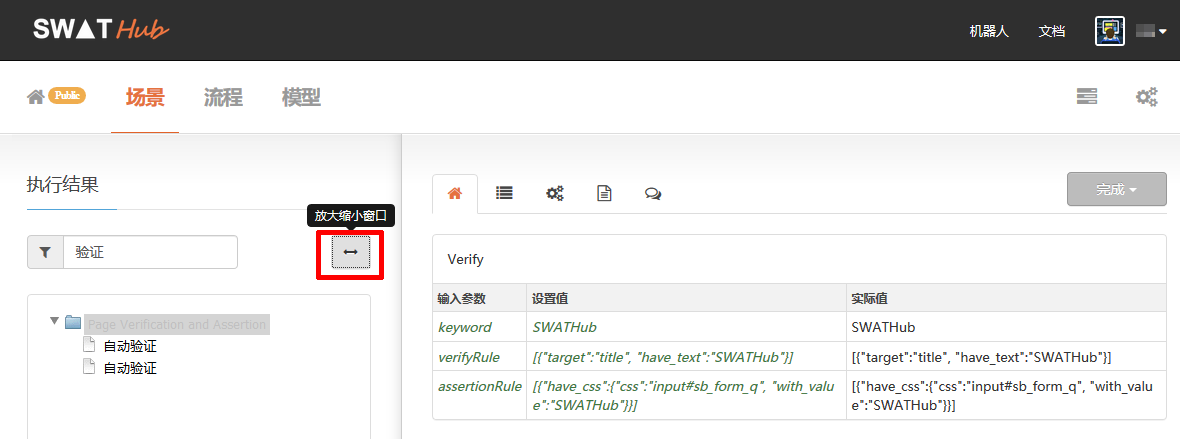 SWAT Hub
机器人
文档
Public
场景
流程
模型
执行结果
完成
放大缩小窗口
验证
Verify
输入参数 设置值 实际值
Page Verification and Assertion
keyword SWATHub SWATHub
自动验证
verifyRule [{"target":"title", "have_text":"SWATHub"}] [{"target":"title", "have_text":"SWATHub"}]
自动验证
assertionRule [{"have_css":{"css":"input#sb_form_q", "with_valu [{"have_css":{"css":"input#sb_form_q", "with_valu
e":"SWATHub"}}] e":"SWATHub"}}]